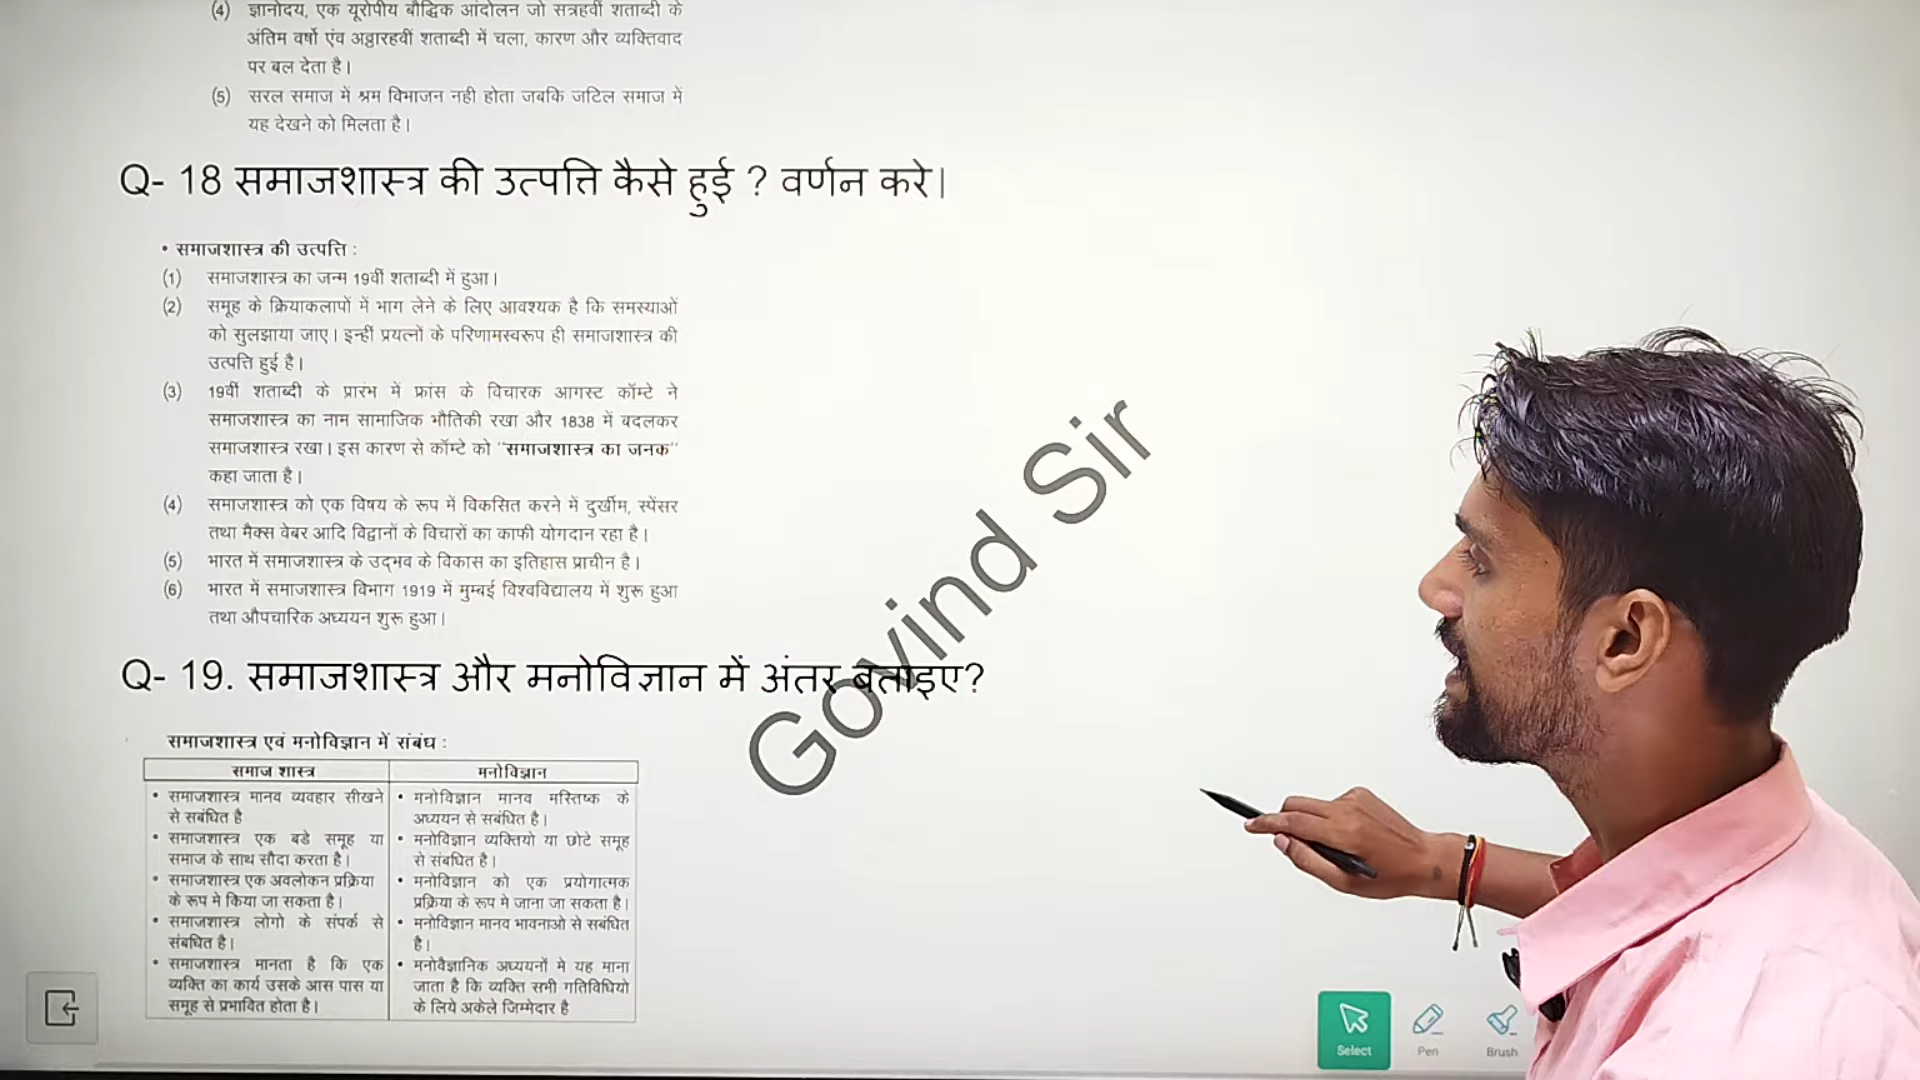 (4) ज्ञानोदय, एक यूरोपीय बौद्धिक आंदोलन जो सत्रहवीं शताब्दी के
अंतिम वर्षो एंव अट्ठारहवीं शताब्दी में चला, कारण और व्यक्तिवाद
पर बल देता है।
(5) सरल समाज में श्रम विभाजन नही होता जबकि जटिल समाज में
यह देखने को मिलता है।
Q- 18 समाजशास्त्र की उत्पत्ति कैसे हुई ? वर्णन करे।
• समाजशास्त्र की उत्पत्ति :
(1) समाजशास्त्र का जन्म 19वीं शताब्दी में हुआ।
(2) समूह के क्रियाकलापों में भाग लेने के लिए आवश्यक है कि समस्याओं
को सुलझाया जाए। इन्हीं प्रयत्नों के परिणामस्वरूप ही समाजशास्त्र की
उत्पत्ति हुई है।
(3) 19वीं शताब्दी के प्रारंभ में फ्रांस के विचारक आगस्ट कॉम्टे ने
समाजशास्त्र का नाम सामाजिक भौतिकी रखा और 1838 में बदलकर
समाजशास्त्र रखा। इस कारण से कॉम्टे को "समाजशास्त्र का जनक"
कहा जाता है।
(4) समाजशास्त्र को एक विषय के रूप में विकसित करने में दुर्खीम, स्पेंसर
तथा मैक्स वेबर आदि विद्वानों के विचारों का काफी योगदान रहा है।
(5) भारत में समाजशास्त्र के उद्भव के विकास का इतिहास प्राचीन है।
(6) भारत में समाजशास्त्र विभाग 1919 में मुम्बई विश्वविद्यालय में शुरू हुआ
तथा औपचारिक अध्ययन शुरू हुआ।
Q- 19. समाजशास्त्र और मनोविज्ञान में अंतर बताइए?
Govind Sir
समाजशास्त्र एवं मनोविज्ञान में संबंध :
समाज शास्त्र
• समाजशास्त्र मानव व्यवहार सीखने
से सबंधित है
• समाजशास्त्र एक बडे समूह या
समाज के साथ सौदा करता है।
• समाजशास्त्र एक अवलोकन प्रक्रिया
के रूप मे किया जा सकता है।
• समाजशास्त्र लोगो के संपर्क से
संबधित है।
• समाजशास्त्र मानता है कि एक
व्यक्ति का कार्य उसके आस पास या
समूह से प्रभावित होता है।
मनोविज्ञान
• मनोविज्ञान मानव मस्तिष्क के
अध्ययन से सबंधित है।
• मनोविज्ञान व्यक्तियो या छोटे समूह
से संबधित है।
• मनोविज्ञान को एक प्रयोगात्मक
प्रक्रिया के रूप मे जाना जा सकता है।
• मनोविज्ञान मानव भावनाओ से सबंधित
है।
• मनोवैज्ञानिक अध्ययनों मे यह माना
जाता है कि व्यक्ति सभी गतिविधियो
के लिये अकेले जिम्मेदार है
Select
Pen
Brush